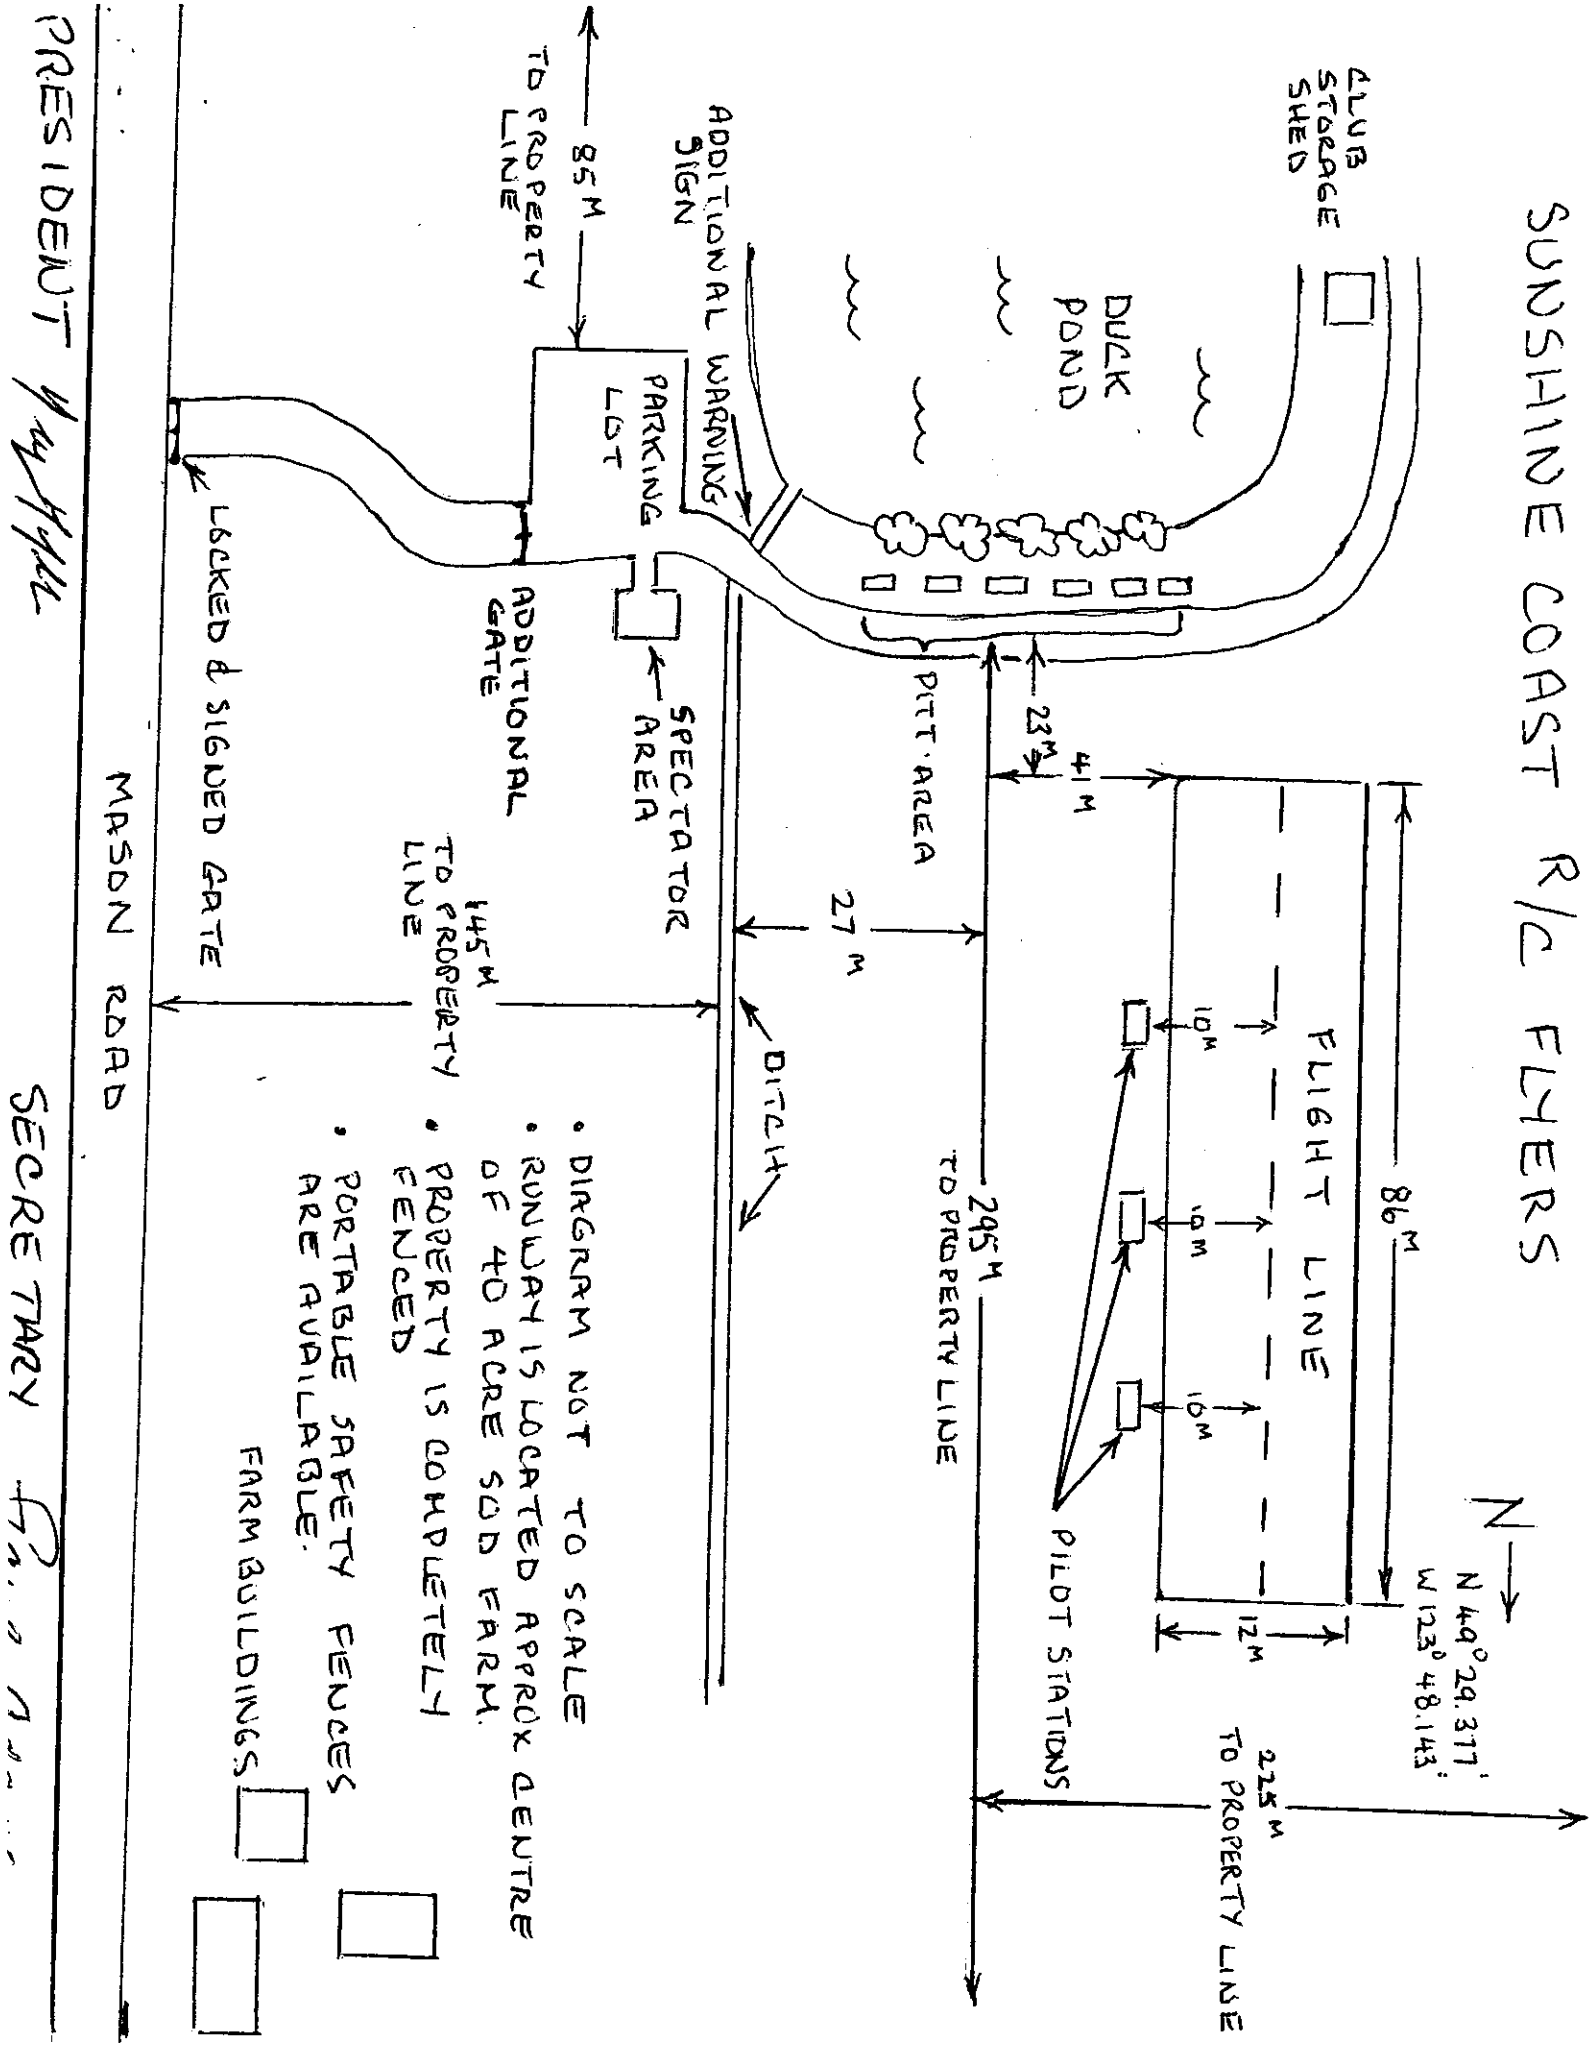 SUNSHINE COAST R/C FLYERS
N
N 49° 29.377'
W 123° 48.143'
CLUB
STORAGE
SHED
86 M
FLIGHT LINE
12 M
10 M
10 M
10 M
225 M
TO PROPERTY LINE
DUCK
POND
41 M
23 M
PILOT STATIONS
295 M
TO PROPERTY LINE
PITT AREA
27 M
DITCH
ADDITIONAL WARNING
SIGN
PARKING
LOT
SPECTATOR
AREA
85 M
TO PROPERTY
LINE
ADDITIONAL
GATE
145 M
TO PROPERTY
LINE
• DIAGRAM NOT TO SCALE
• RUNWAY IS LOCATED APPROX CENTRE
OF 40 ACRE SOD FARM.
• PROPERTY IS COMPLETELY
FENCED
• PORTABLE SAFETY FENCES
ARE AVAILABLE.
FARM BUILDINGS
LOCKED & SIGNED GATE
MASON ROAD
PRESIDENT
SECRETARY